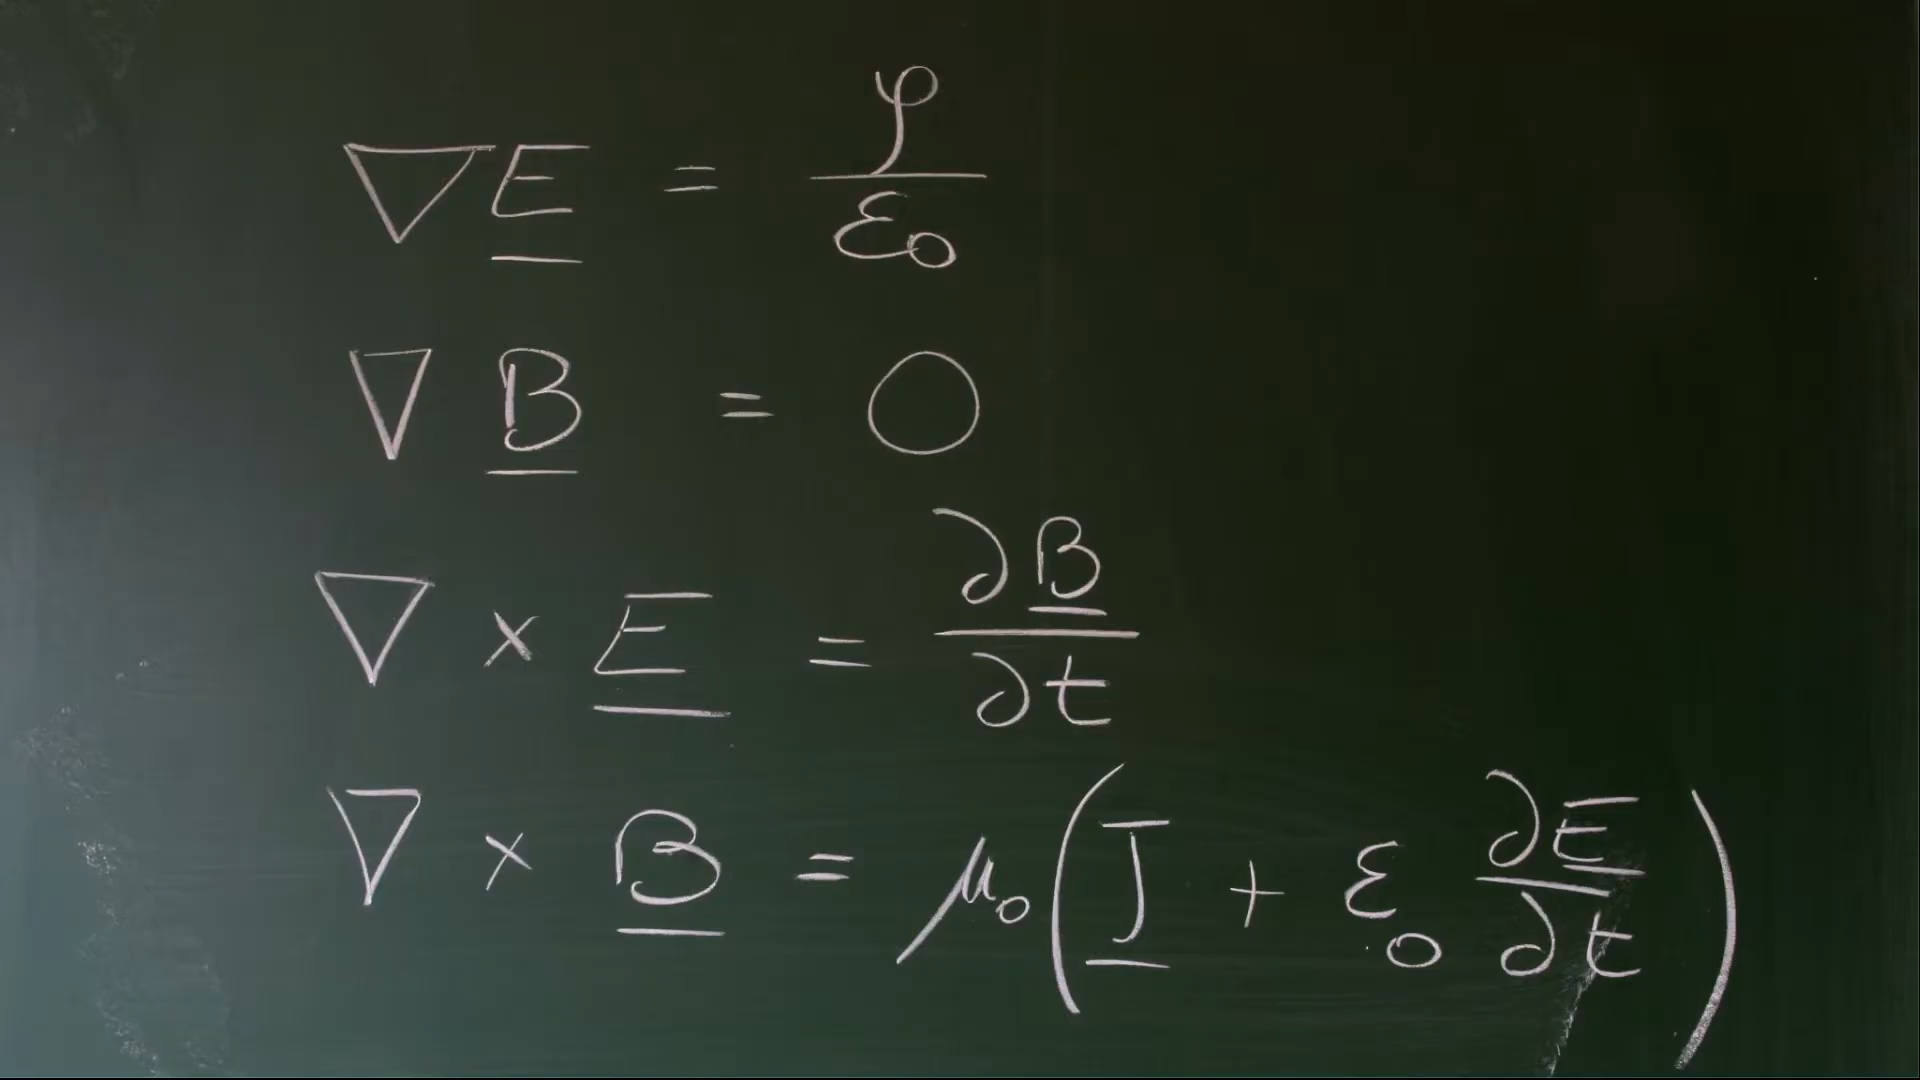 ∇E = ρ/ε₀
∇ B = 0
∇ × E = ∂B/∂t
∇ × B = μ₀(J + ε₀ ∂E/∂t)